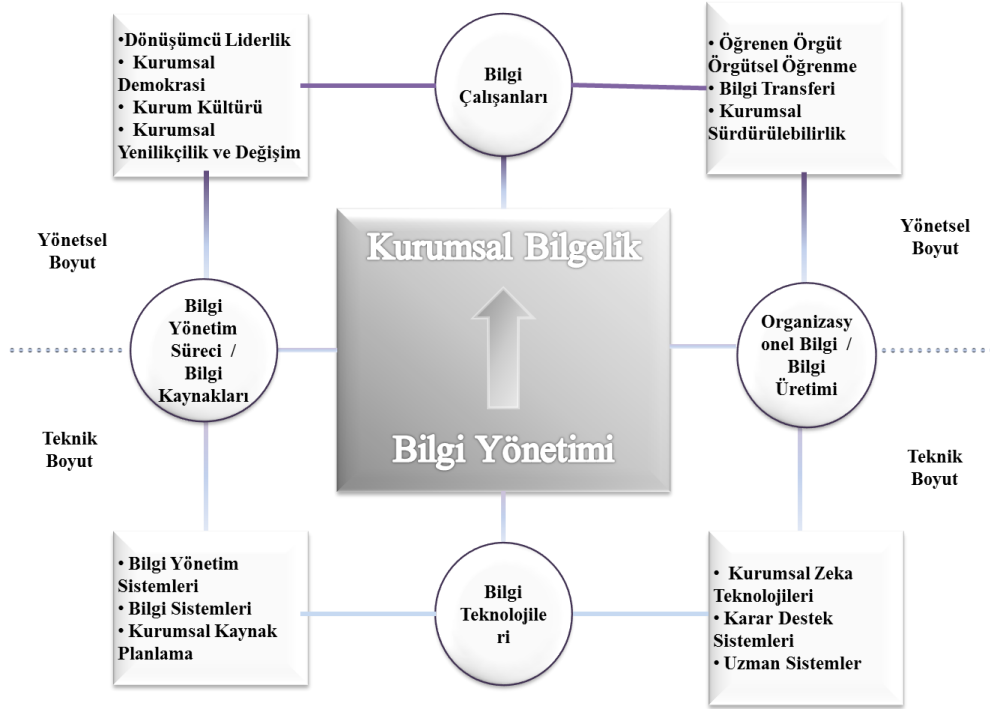 •Dönüşümcü Liderlik
• Kurumsal
Demokrasi
• Kurum Kültürü
• Kurumsal
Yenilikçilik ve Değişim
Bilgi
Çalışanları
• Öğrenen Örgüt
Örgütsel Öğrenme
• Bilgi Transferi
• Kurumsal
Sürdürülebilirlik
Yönetsel
Boyut
Kurumsal Bilgelik
Yönetsel
Boyut
Bilgi
Yönetim
Süreci /
Bilgi
Kaynakları
Organizasy
onel Bilgi /
Bilgi
Üretimi
Teknik
Boyut
Bilgi Yönetimi
Teknik
Boyut
• Bilgi Yönetim
Sistemleri
• Bilgi Sistemleri
• Kurumsal Kaynak
Planlama
Bilgi
Teknolojile
ri
• Kurumsal Zeka
Teknolojileri
• Karar Destek
Sistemleri
• Uzman Sistemler